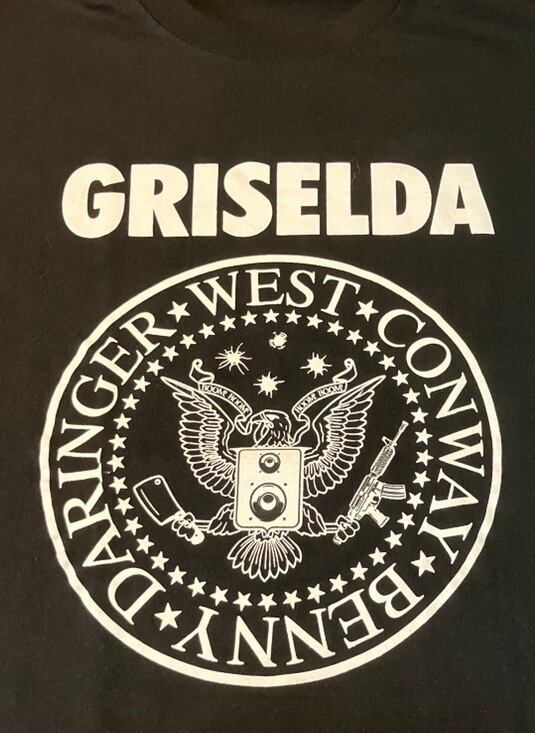 GRISELDA
DARINGER ★ WEST ★ CONWAY ★ BENNY ★
BOOM BOOM BOOM BOOM